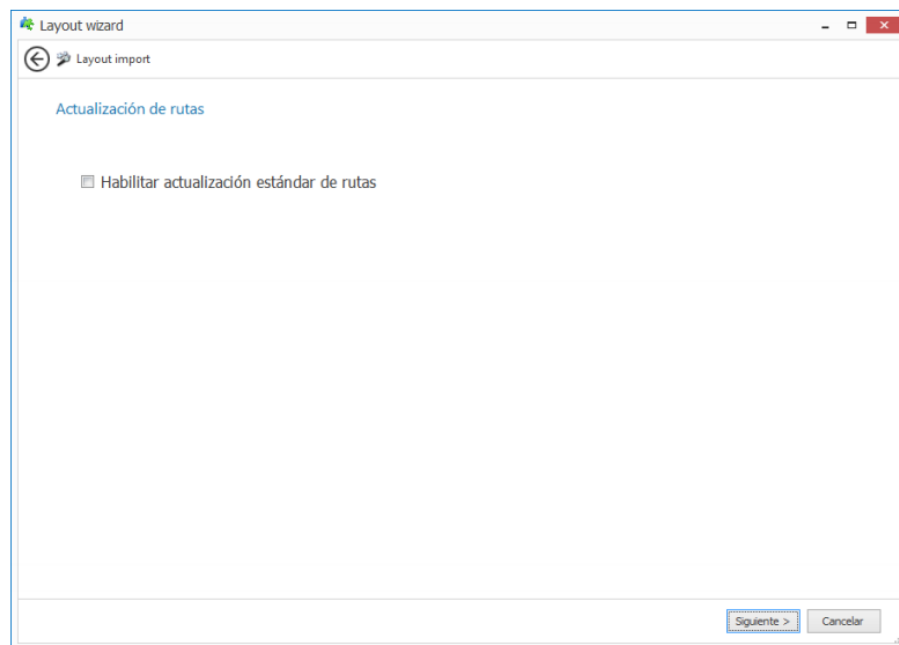 Layout wizard
Layout import
Actualización de rutas
Habilitar actualización estándar de rutas
Siguiente >
Cancelar